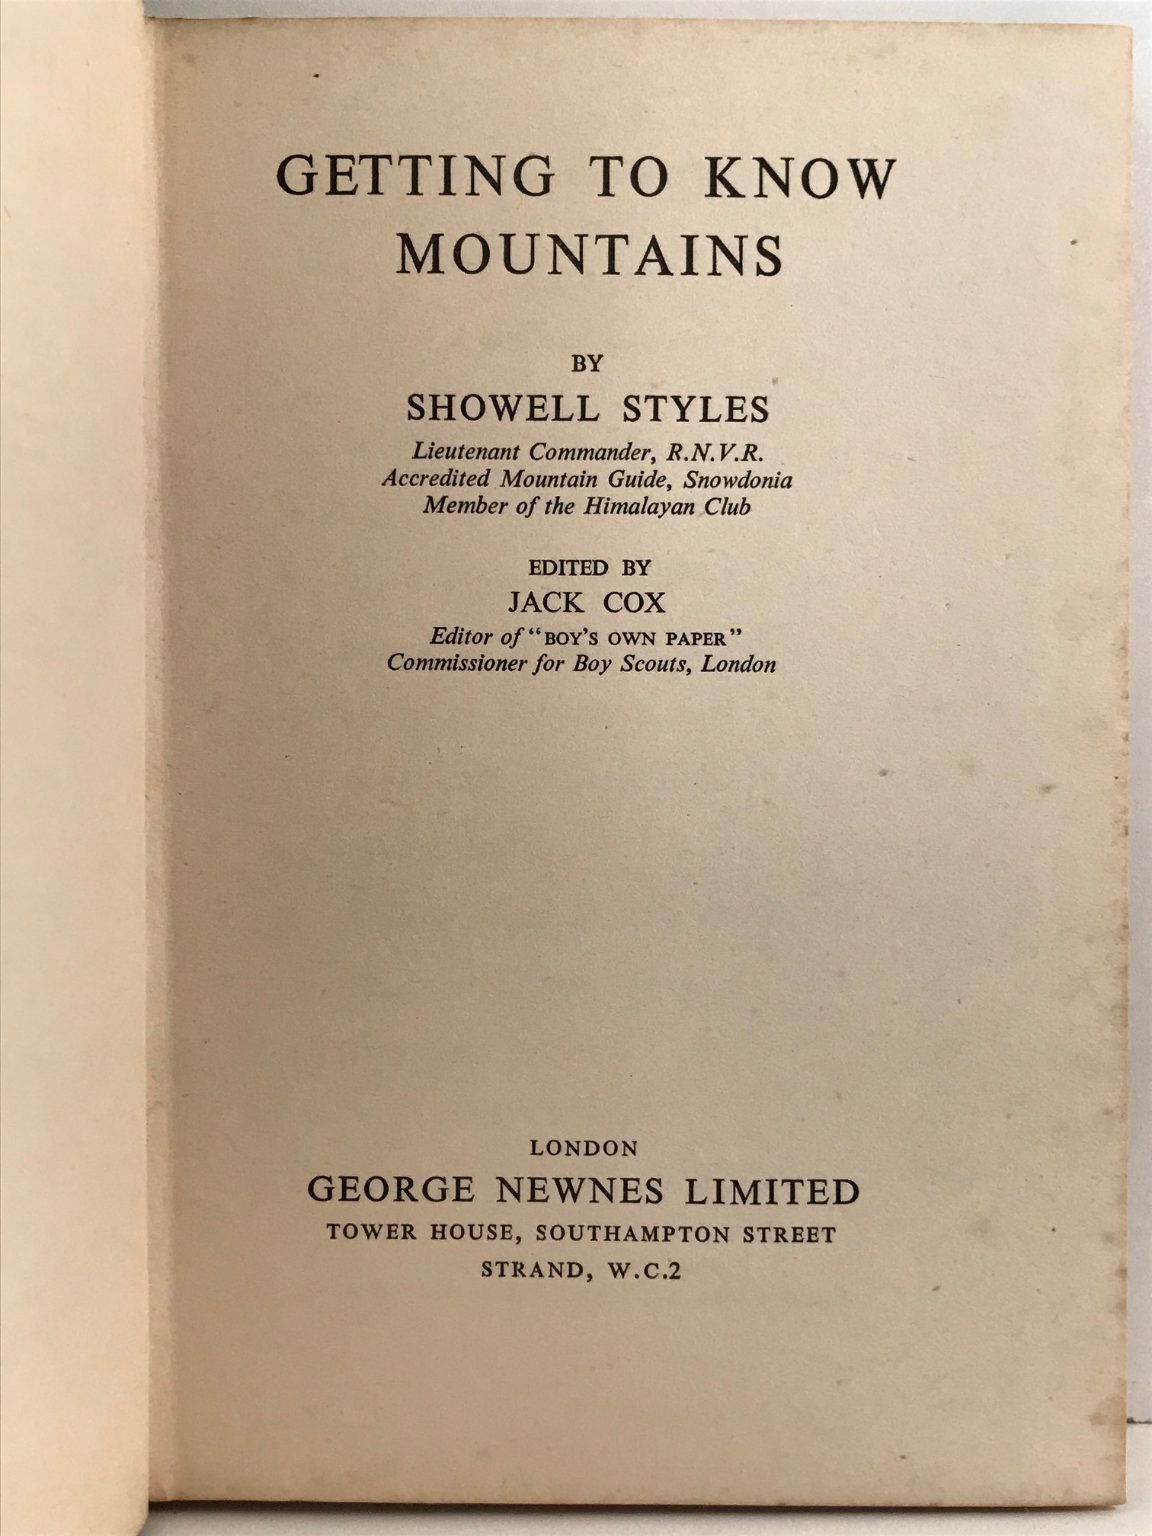 GETTING TO KNOW
MOUNTAINS
BY
SHOWELL STYLES
Lieutenant Commander, R.N.V.R.
Accredited Mountain Guide, Snowdonia
Member of the Himalayan Club
EDITED BY
JACK COX
Editor of “BOY’S OWN PAPER”
Commissioner for Boy Scouts, London
LONDON
GEORGE NEWNES LIMITED
TOWER HOUSE, SOUTHAMPTON STREET
STRAND, W.C.2